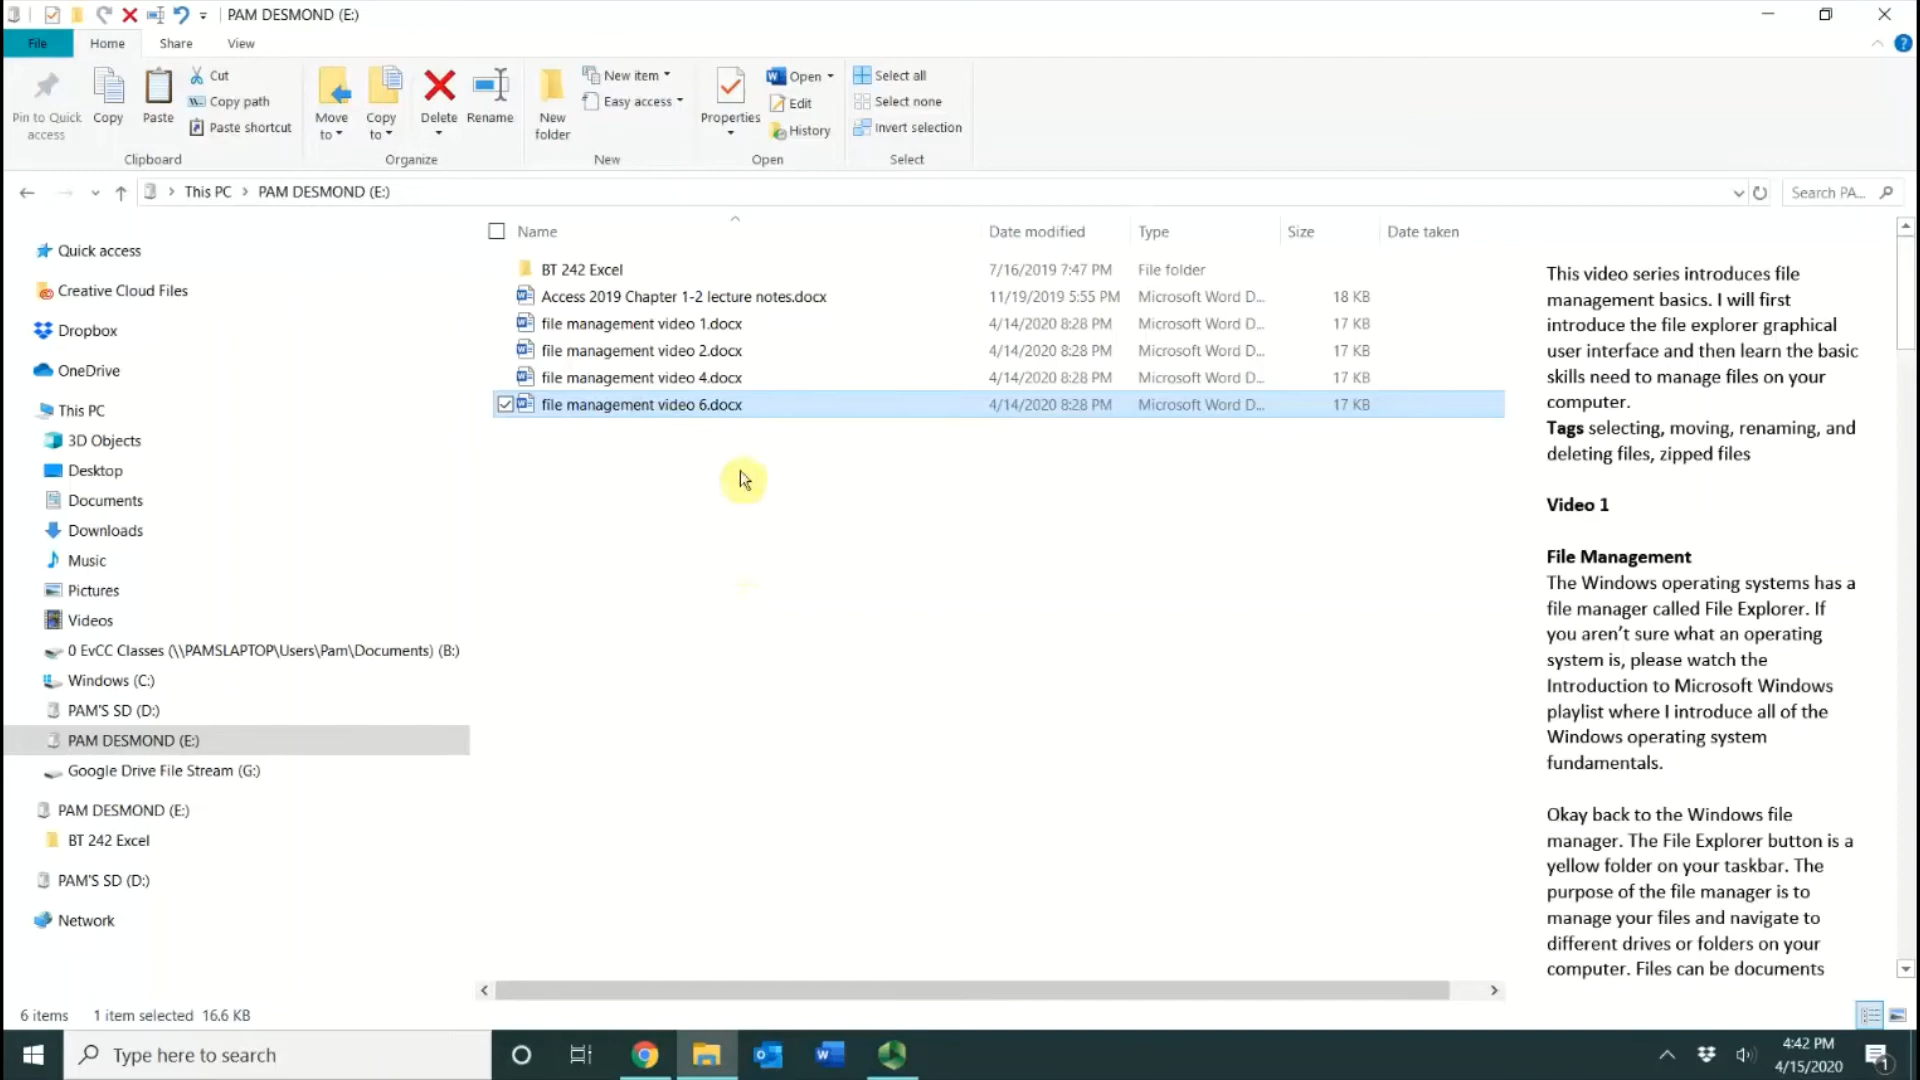 PAM DESMOND (E:)
File
Home
Share
View
Pin to Quick
access
Copy
Paste
Cut
Copy path
Paste shortcut
Clipboard
Move
to
Copy
to
Delete
Rename
Organize
New
folder
New item
Easy access
New
Properties
Open
Edit
History
Open
Select all
Select none
Invert selection
Select
This PC > PAM DESMOND (E:)
Search PA...
Quick access
Creative Cloud Files
Dropbox
OneDrive
This PC
3D Objects
Desktop
Documents
Downloads
Music
Pictures
Videos
0 EvCC Classes (\\PAMSLAPTOP\Users\Pam\Documents) (B:)
Windows (C:)
PAM'S SD (D:)
PAM DESMOND (E:)
Google Drive File Stream (G:)
PAM DESMOND (E:)
BT 242 Excel
PAM'S SD (D:)
Network
Name Date modified Type Size Date taken
BT 242 Excel 7/16/2019 7:47 PM File folder
Access 2019 Chapter 1-2 lecture notes.docx 11/19/2019 5:55 PM Microsoft Word D... 18 KB
file management video 1.docx 4/14/2020 8:28 PM Microsoft Word D... 17 KB
file management video 2.docx 4/14/2020 8:28 PM Microsoft Word D... 17 KB
file management video 4.docx 4/14/2020 8:28 PM Microsoft Word D... 17 KB
file management video 6.docx 4/14/2020 8:28 PM Microsoft Word D... 17 KB
This video series introduces file
management basics. I will first
introduce the file explorer graphical
user interface and then learn the basic
skills need to manage files on your
computer.
Tags selecting, moving, renaming, and
deleting files, zipped files
Video 1
File Management
The Windows operating systems has a
file manager called File Explorer. If
you aren't sure what an operating
system is, please watch the
Introduction to Microsoft Windows
playlist where I introduce all of the
Windows operating system
fundamentals.
Okay back to the Windows file
manager. The File Explorer button is a
yellow folder on your taskbar. The
purpose of the file manager is to
manage your files and navigate to
different drives or folders on your
computer. Files can be documents
6 items 1 item selected 16.6 KB
Type here to search
4:42 PM
4/15/2020
1